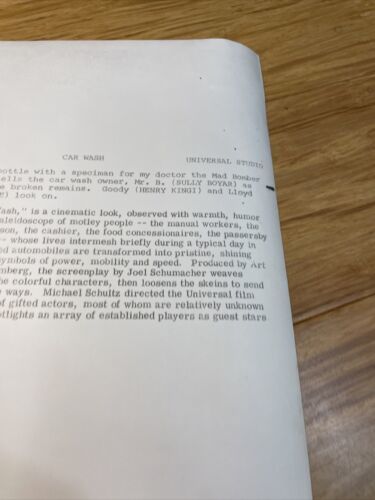 CAR WASH UNIVERSAL STUDIO
bottle with a specimen for my doctor the Mad Bomber
tells the car wash owner, Mr. B. (SULLY BOYAR) as
e broken remains. Goody (HENRY KINGI) and Lloyd
E) look on.
Wash," is a cinematic look, observed with warmth, humor
aleidoscope of motley people -- the manual workers, the
son, the cashier, the food concessionaires, the passersby
-- whose lives intermesh briefly during a typical day in
ed automobiles are transformed into pristine, shining
symbols of power, mobility and speed. Produced by Art
mberg, the screenplay by Joel Schumacher weaves
he colorful characters, then loosens the skeins to send
e ways. Michael Schultz directed the Universal film
of gifted actors, most of whom are relatively unknown
otlights an array of established players as guest stars